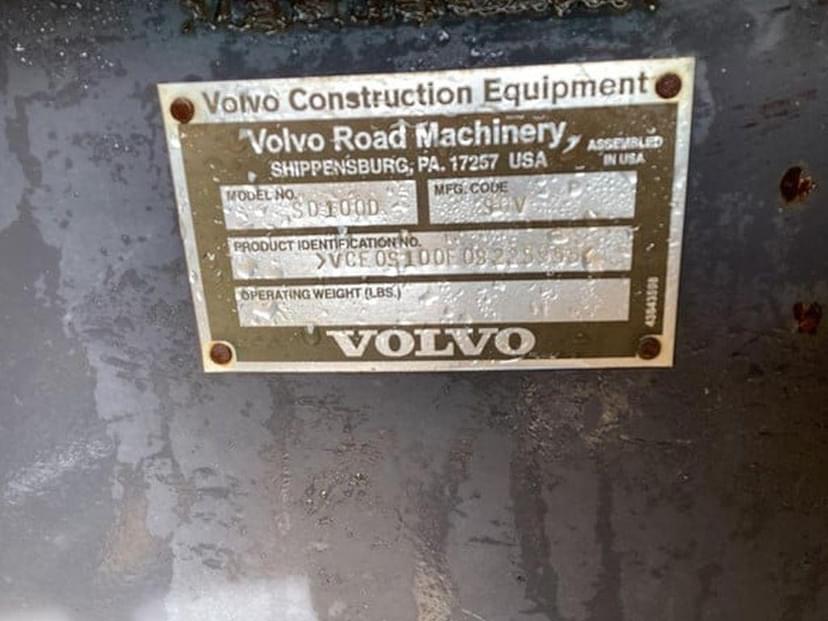 Volvo Construction Equipment
Volvo Road Machinery, ASSEMBLED IN USA
SHIPPENSBURG, PA. 17257 USA
MODEL NO. SD100D
MFG. CODE
PRODUCT IDENTIFICATION NO.
OPERATING WEIGHT (LBS.)
VOLVO
43843598